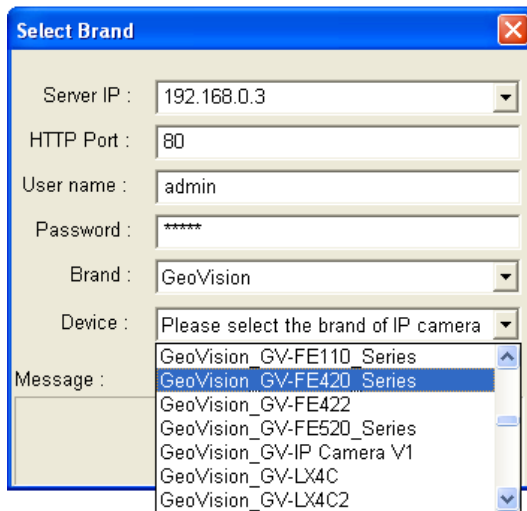 Select Brand
Server IP : 192.168.0.3
HTTP Port : 80
User name : admin
Password : *****
Brand : GeoVision
Device : Please select the brand of IP camera
GeoVision_GV-FE110_Series
Message : GeoVision_GV-FE420_Series
GeoVision_GV-FE422
GeoVision_GV-FE520_Series
GeoVision_GV-IP Camera V1
GeoVision_GV-LX4C
GeoVision_GV-LX4C2